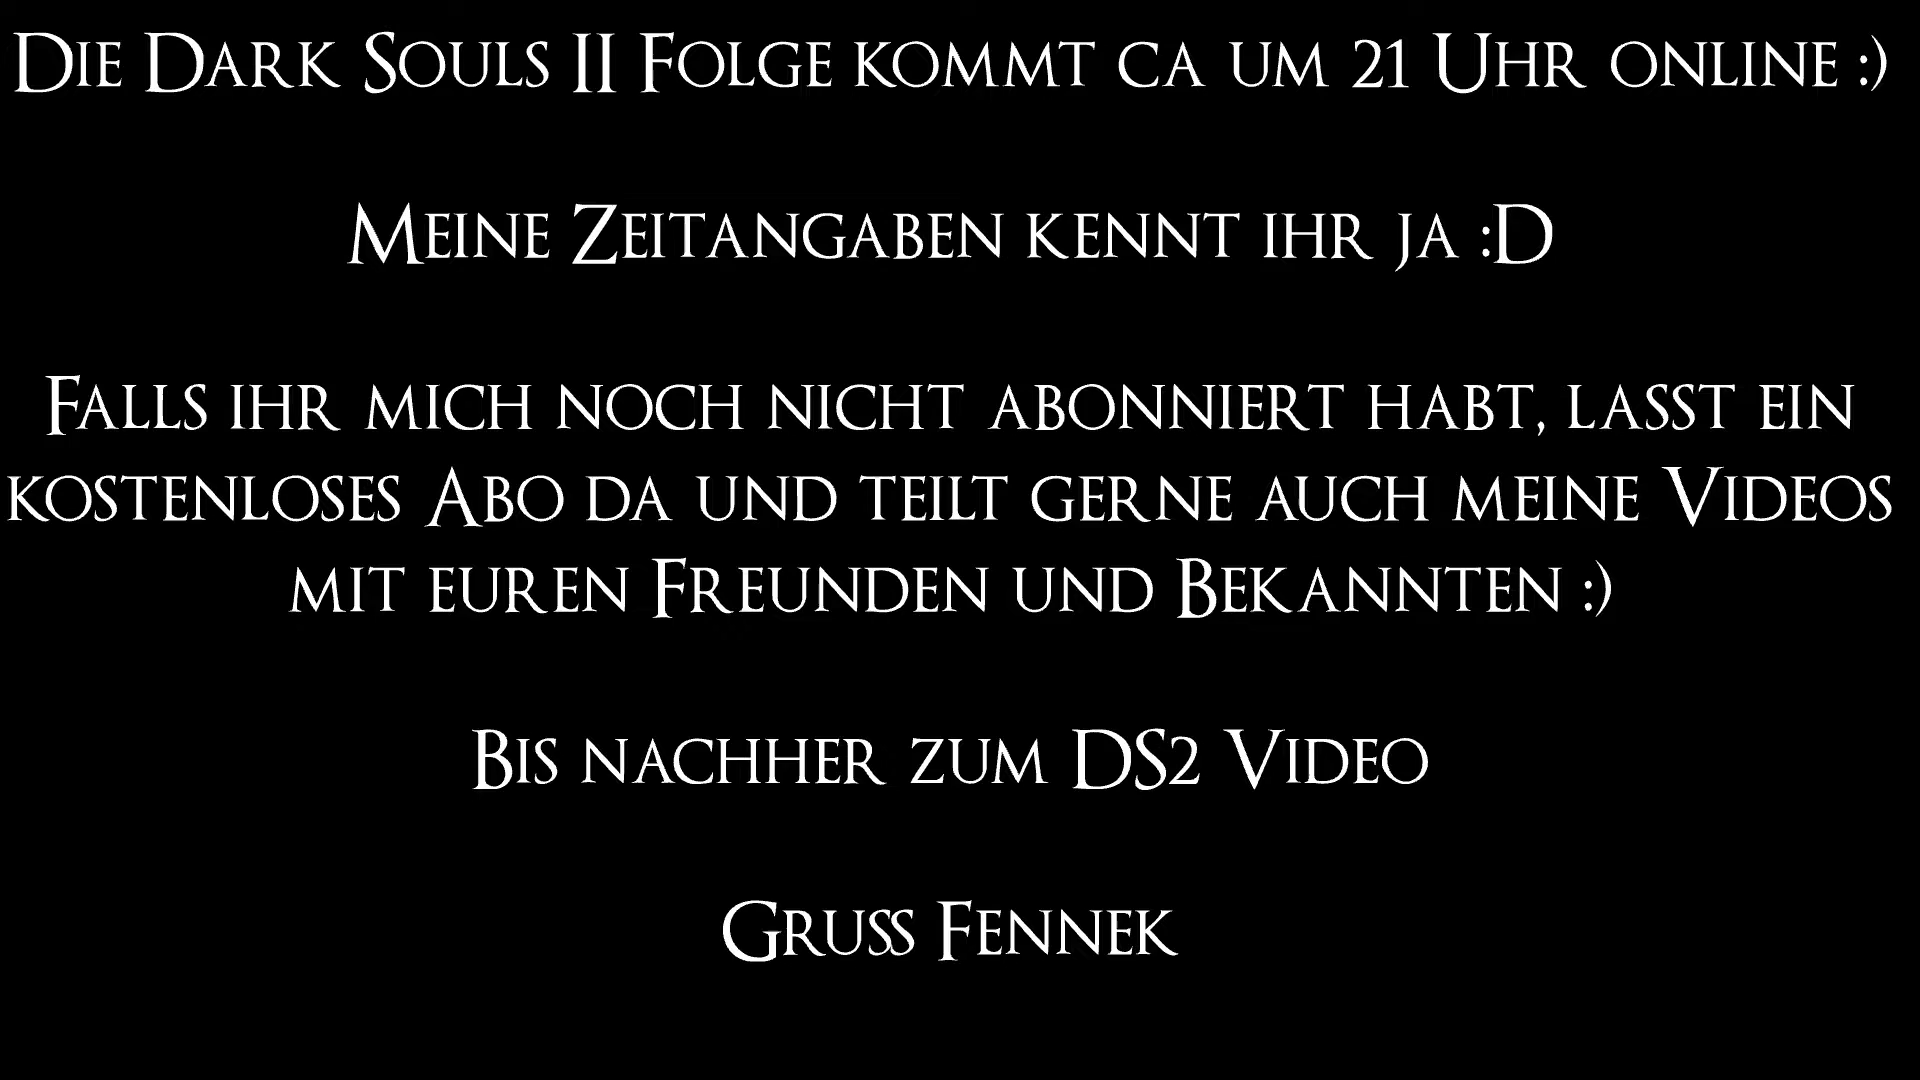 Die Dark Souls II Folge kommt ca um 21 Uhr online :)
Meine Zeitangaben kennt ihr ja :D
Falls ihr mich noch nicht abonniert habt, lasst ein
kostenloses Abo da und teilt gerne auch meine Videos
mit euren Freunden und Bekannten :)
Bis nachher zum DS2 Video
Gruss Fennek